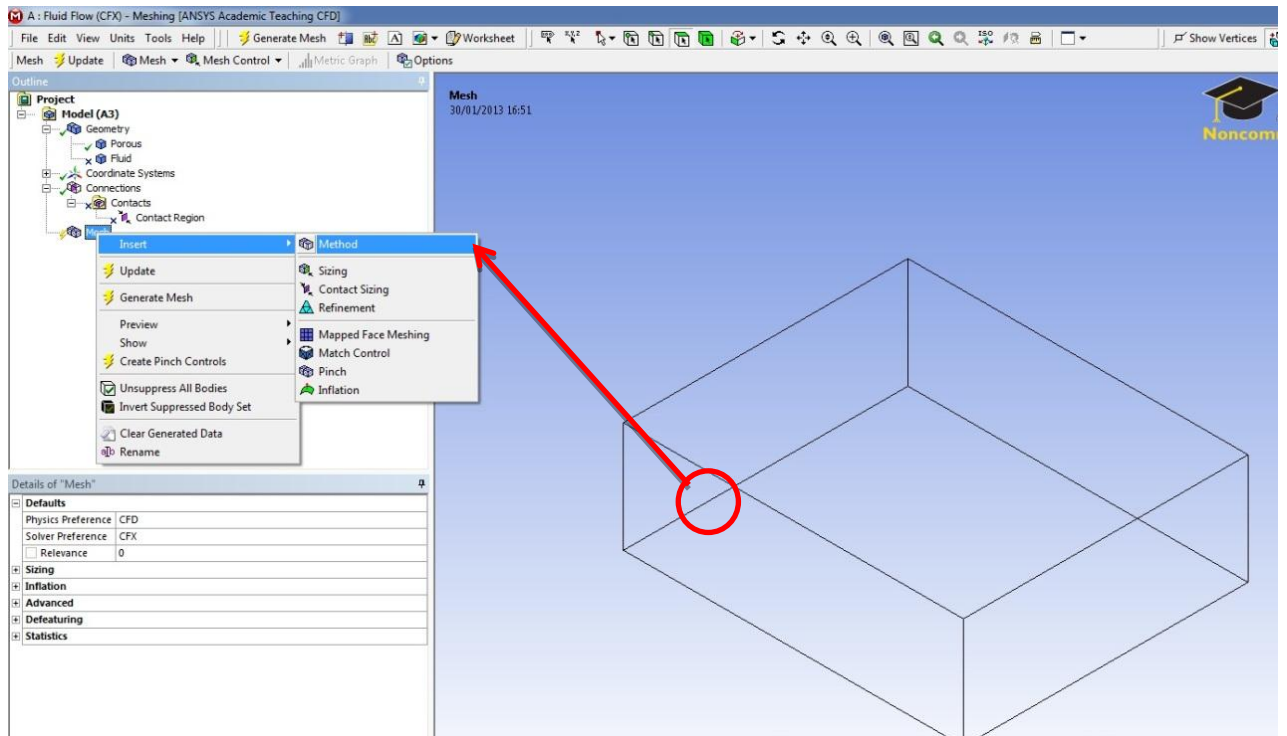 A : Fluid Flow (CFX) - Meshing [ANSYS Academic Teaching CFD]
File Edit View Units Tools Help Generate Mesh A Worksheet Show Vertices
Mesh Update Mesh Mesh Control Metric Graph Options
Outline
Project
Model (A3)
Geometry
Porous
Fluid
Coordinate Systems
Connections
Contacts
Contact Region
Mesh
Insert
Update
Generate Mesh
Preview
Show
Create Pinch Controls
Unsuppress All Bodies
Invert Suppressed Body Set
Clear Generated Data
Rename
Method
Sizing
Contact Sizing
Refinement
Mapped Face Meshing
Match Control
Pinch
Inflation
Details of "Mesh"
Defaults
Physics Preference CFD
Solver Preference CFX
Relevance 0
Sizing
Inflation
Advanced
Defeaturing
Statistics
Mesh
30/01/2013 16:51